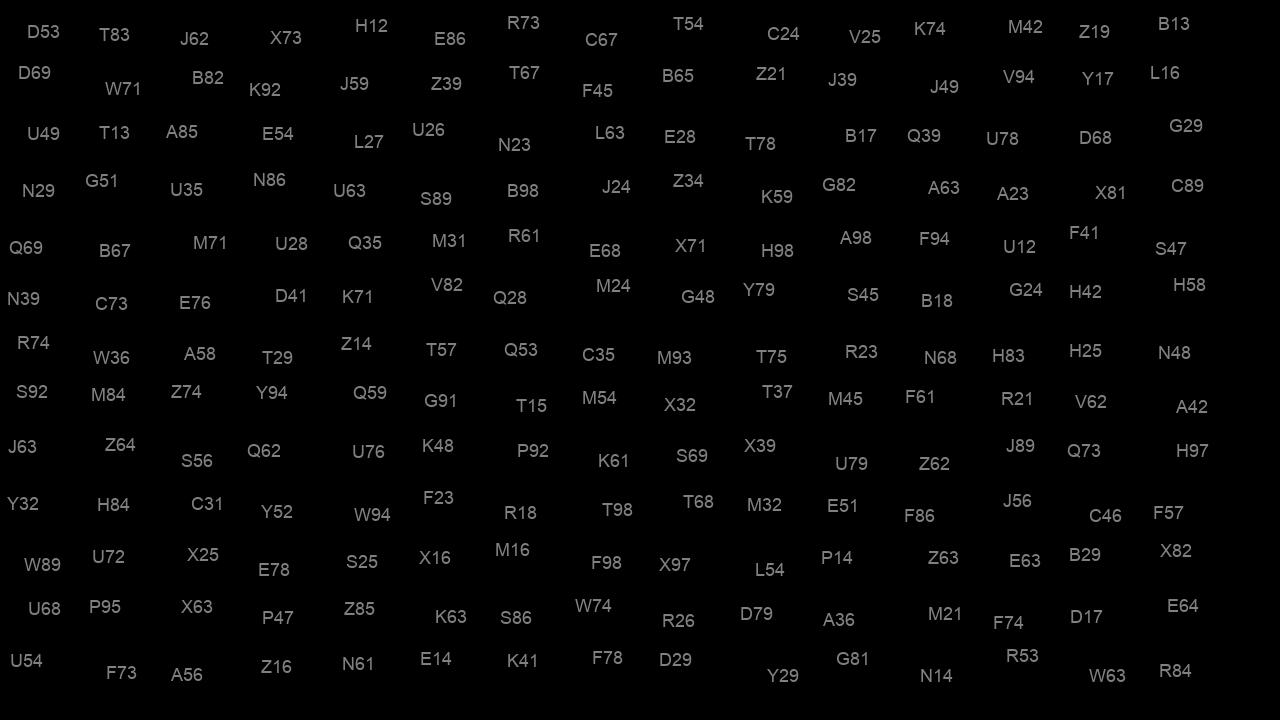 D53 T83 J62 X73 H12 E86 R73 C67 T54 C24 V25 K74 M42 Z19 B13
D69 W71 B82 K92 J59 Z39 T67 F45 B65 Z21 J39 J49 V94 Y17 L16
U49 T13 A85 E54 L27 U26 N23 L63 E28 T78 B17 Q39 U78 D68 G29
N29 G51 U35 N86 U63 S89 B98 J24 Z34 K59 G82 A63 A23 X81 C89
Q69 B67 M71 U28 Q35 M31 R61 E68 X71 H98 A98 F94 U12 F41 S47
N39 C73 E76 D41 K71 V82 Q28 M24 G48 Y79 S45 B18 G24 H42 H58
R74 W36 A58 T29 Z14 T57 Q53 C35 M93 T75 R23 N68 H83 H25 N48
S92 M84 Z74 Y94 Q59 G91 T15 M54 X32 T37 M45 F61 R21 V62 A42
J63 Z64 S56 Q62 U76 K48 P92 K61 S69 X39 U79 Z62 J89 Q73 H97
Y32 H84 C31 Y52 W94 F23 R18 T98 T68 M32 E51 F86 J56 C46 F57
W89 U72 X25 E78 S25 X16 M16 F98 X97 L54 P14 Z63 E63 B29 X82
U68 P95 X63 P47 Z85 K63 S86 W74 R26 D79 A36 M21 F74 D17 E64
U54 F73 A56 Z16 N61 E14 K41 F78 D29 Y29 G81 N14 R53 W63 R84